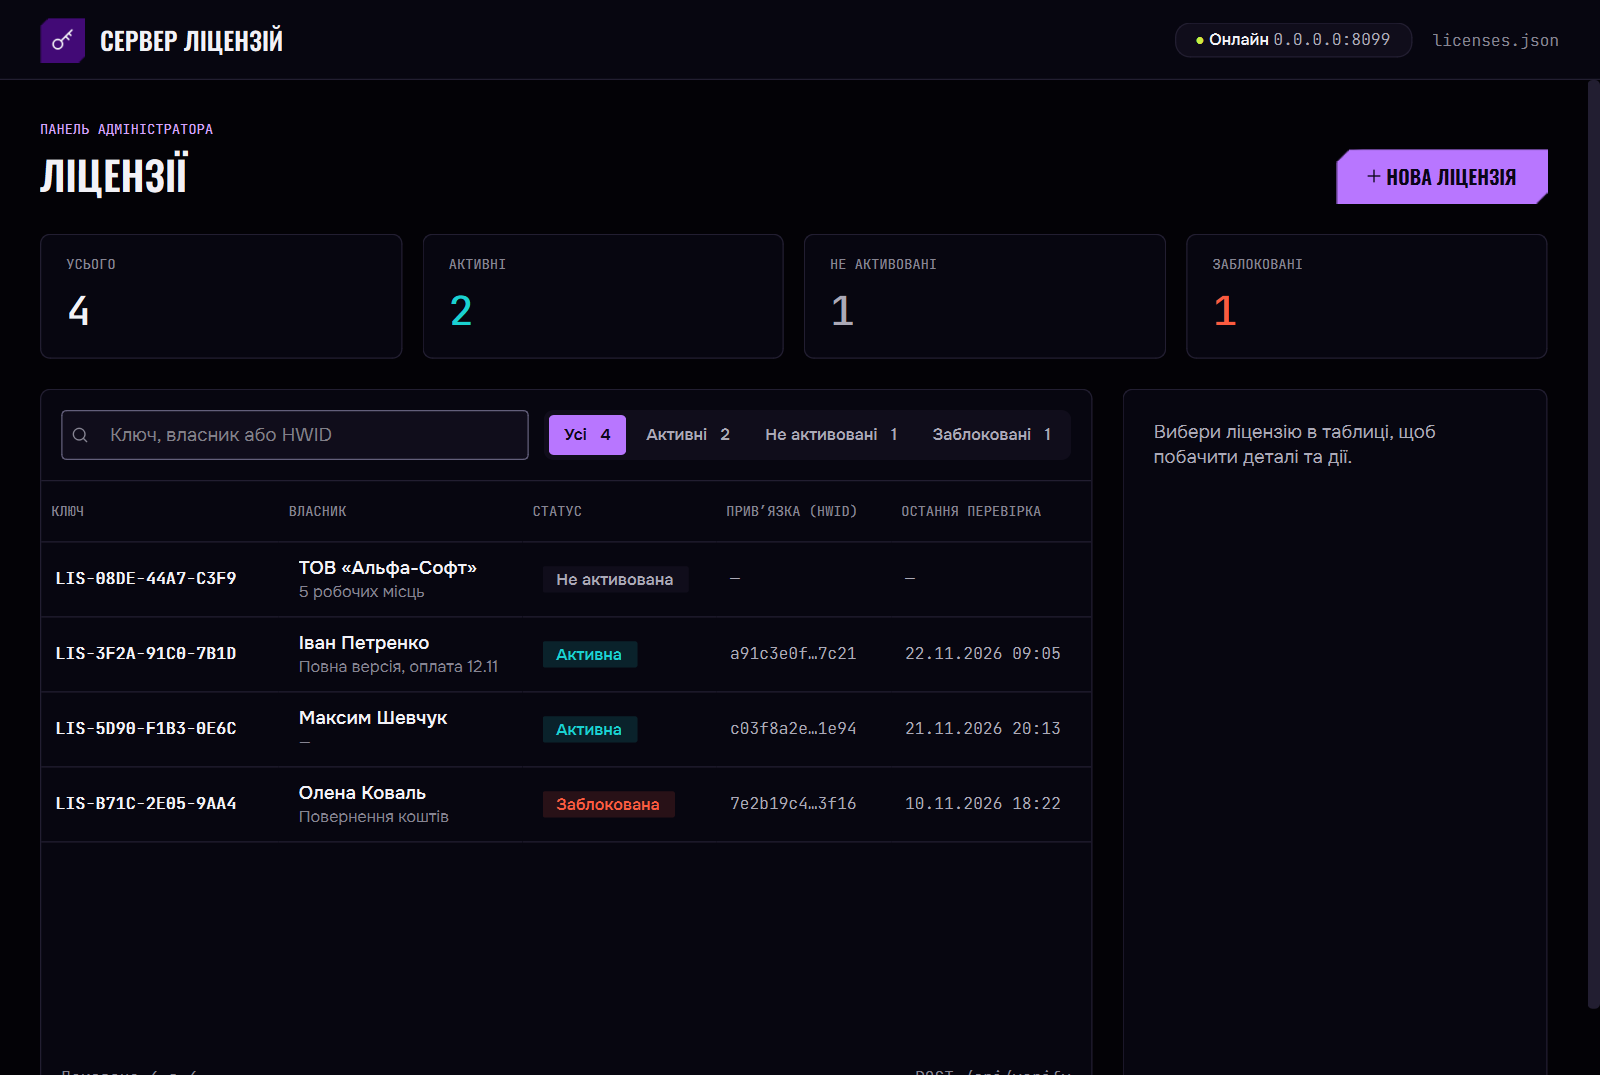 СЕРВЕР ЛІЦЕНЗІЙ
Онлайн 0.0.0.0:8099
licenses.json
ПАНЕЛЬ АДМІНІСТРАТОРА
ЛІЦЕНЗІЇ
+ НОВА ЛІЦЕНЗІЯ
УСЬОГО
4
АКТИВНІ
2
НЕ АКТИВОВАНІ
1
ЗАБЛОКОВАНІ
1
Ключ, власник або HWID
Усі 4 Активні 2 Не активовані 1 Заблоковані 1
КЛЮЧ ВЛАСНИК СТАТУС ПРИВ’ЯЗКА (HWID) ОСТАННЯ ПЕРЕВІРКА
LIS-08DE-44A7-C3F9 ТОВ «Альфа-Софт» Не активована — —
5 робочих місць
LIS-3F2A-91C0-7B1D Іван Петренко Активна a91c3e0f…7c21 22.11.2026 09:05
Повна версія, оплата 12.11
LIS-5D90-F1B3-0E6C Максим Шевчук Активна c03f8a2e…1e94 21.11.2026 20:13
—
LIS-B71C-2E05-9AA4 Олена Коваль Заблокована 7e2b19c4…3f16 10.11.2026 18:22
Повернення коштів
Вибери ліцензію в таблиці, щоб
побачити деталі та дії.